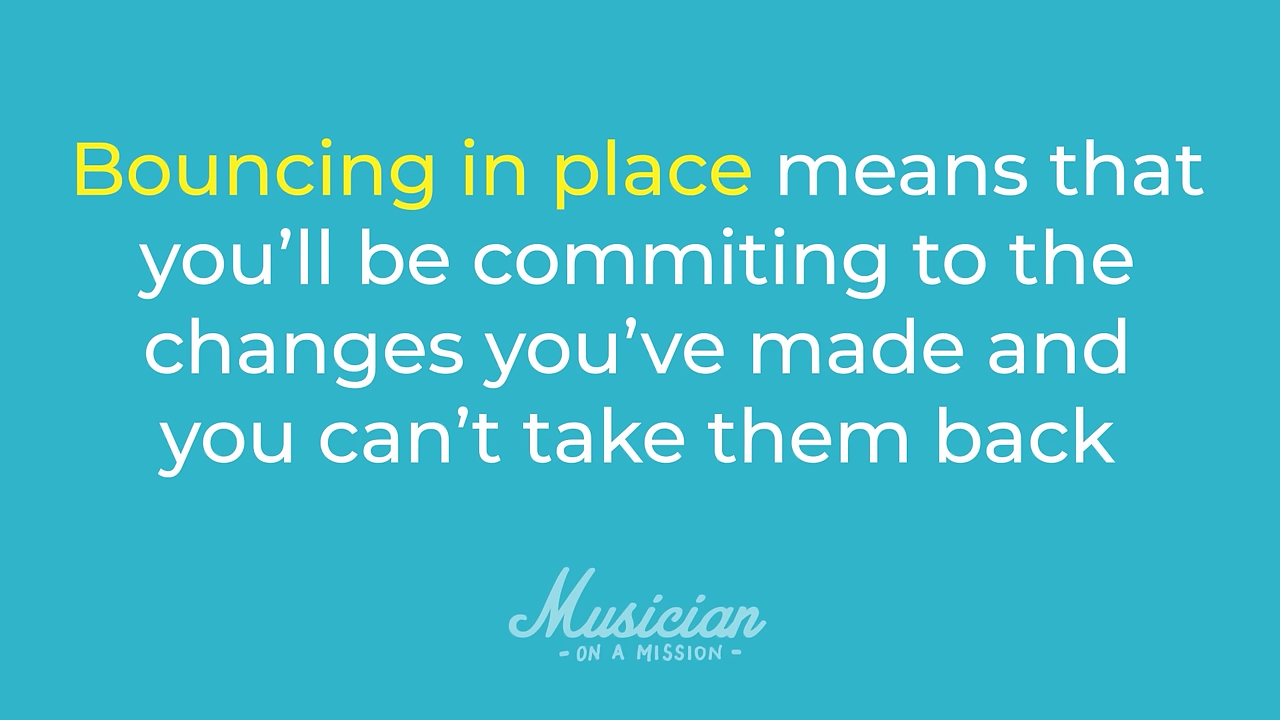 Bouncing in place means that
you’ll be commiting to the
changes you’ve made and
you can’t take them back
Musician
- ON A MISSION -